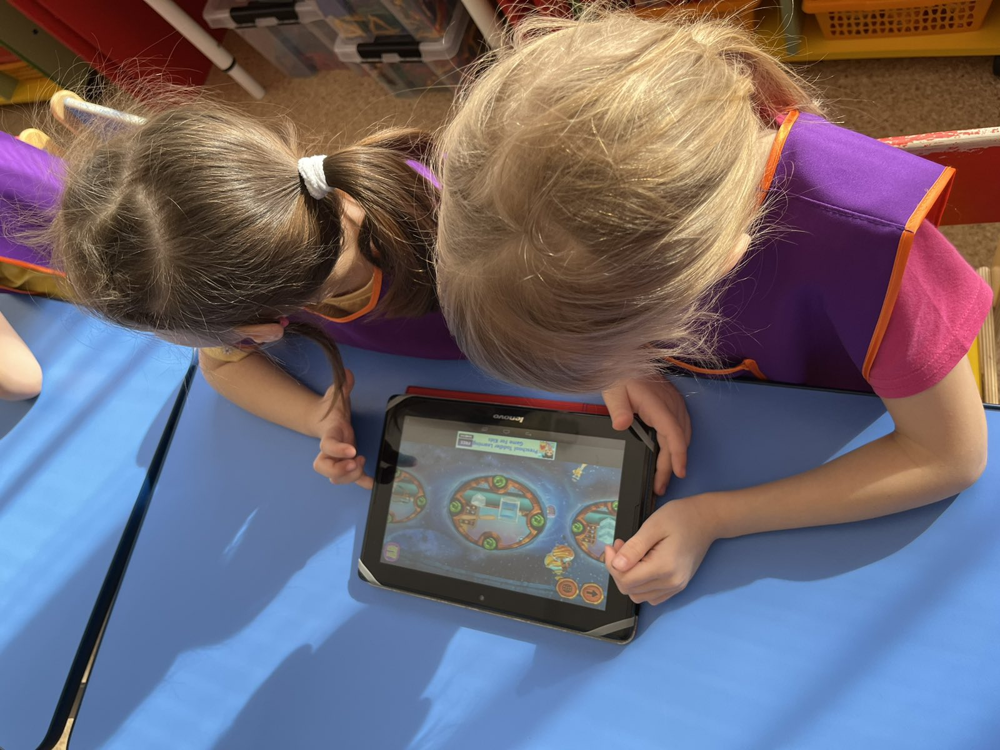 lenovo
Preschool Toddler Learning
Game For Kids
FREE